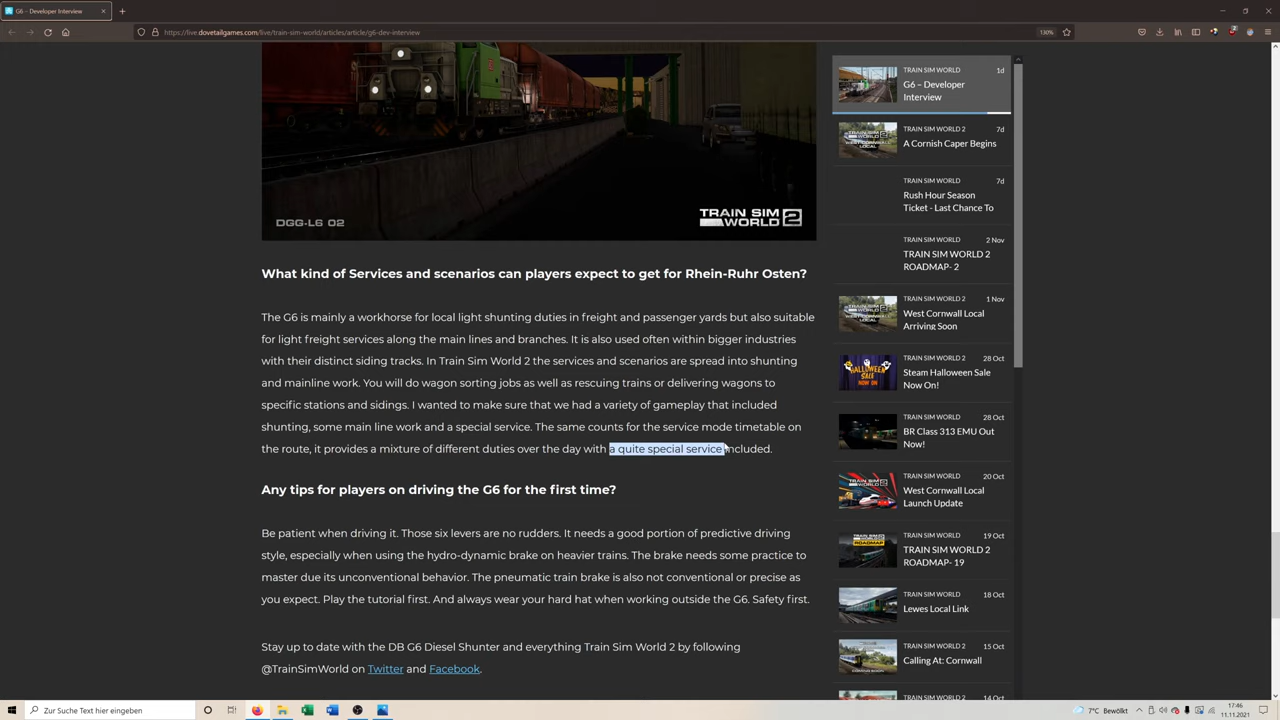 G6 – Developer Interview
https://live.dovetailgames.com/live/train-sim-world/articles/article/g6-dev-interview
130%
DGG-L6 02
TRAIN SIM WORLD 2
What kind of Services and scenarios can players expect to get for Rhein-Ruhr Osten?
The G6 is mainly a workhorse for local light shunting duties in freight and passenger yards but also suitable
for light freight services along the main lines and branches. It is also used often within bigger industries
with their distinct siding tracks. In Train Sim World 2 the services and scenarios are spread into shunting
and mainline work. You will do wagon sorting jobs as well as rescuing trains or delivering wagons to
specific stations and sidings. I wanted to make sure that we had a variety of gameplay that included
shunting, some main line work and a special service. The same counts for the service mode timetable on
the route, it provides a mixture of different duties over the day with a quite special service included.
Any tips for players on driving the G6 for the first time?
Be patient when driving it. Those six levers are no rudders. It needs a good portion of predictive driving
style, especially when using the hydro-dynamic brake on heavier trains. The brake needs some practice to
master due its unconventional behavior. The pneumatic train brake is also not conventional or precise as
you expect. Play the tutorial first. And always wear your hard hat when working outside the G6. Safety first.
Stay up to date with the DB G6 Diesel Shunter and everything Train Sim World 2 by following
@TrainSimWorld on Twitter and Facebook.
TRAIN SIM WORLD 1d
G6 – Developer
Interview
TRAIN SIM WORLD 2 7d
A Cornish Caper Begins
TRAIN SIM WORLD 7d
Rush Hour Season
Ticket - Last Chance To
TRAIN SIM WORLD 2 Nov
TRAIN SIM WORLD 2
ROADMAP- 2
TRAIN SIM WORLD 2 1 Nov
West Cornwall Local
Arriving Soon
TRAIN SIM WORLD 2 28 Oct
Steam Halloween Sale
Now On!
TRAIN SIM WORLD 28 Oct
BR Class 313 EMU Out
Now!
TRAIN SIM WORLD 2 20 Oct
West Cornwall Local
Launch Update
TRAIN SIM WORLD 19 Oct
TRAIN SIM WORLD 2
ROADMAP- 19
TRAIN SIM WORLD 18 Oct
Lewes Local Link
TRAIN SIM WORLD 2 15 Oct
Calling At: Cornwall
TRAIN SIM WORLD 14 Oct
Zur Suche Text hier eingeben
7°C Bewölkt
17:46
11.11.2021